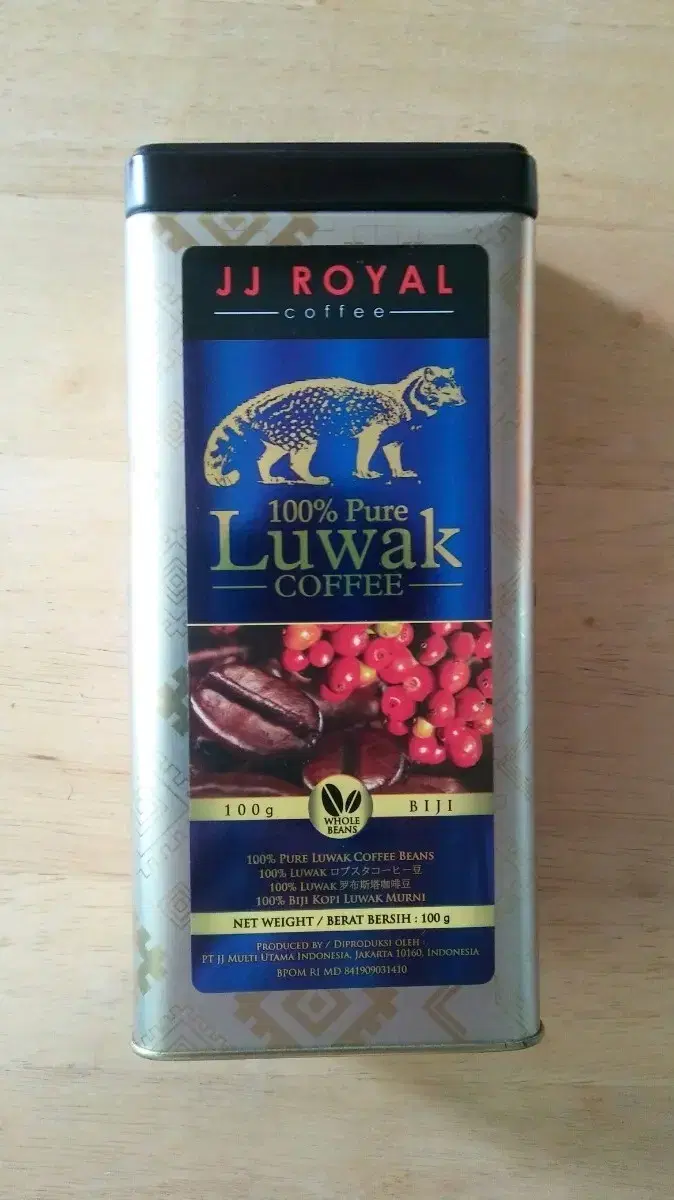 JJ ROYAL
coffee
100% Pure
Luwak
COFFEE
100g
WHOLE
BEANS
BIJI
100% PURE LUWAK COFFEE BEANS
100% LUWAK ロブスタコーヒー豆
100% LUWAK 罗布斯塔咖啡豆
100% BIJI KOPI LUWAK MURNI
NET WEIGHT / BERAT BERSIH : 100 g
PRODUCED BY / DIPRODUKSI OLEH :
PT JJ MULTI UTAMA INDONESIA, JAKARTA 10160, INDONESIA
BPOM RI MD 841909031410